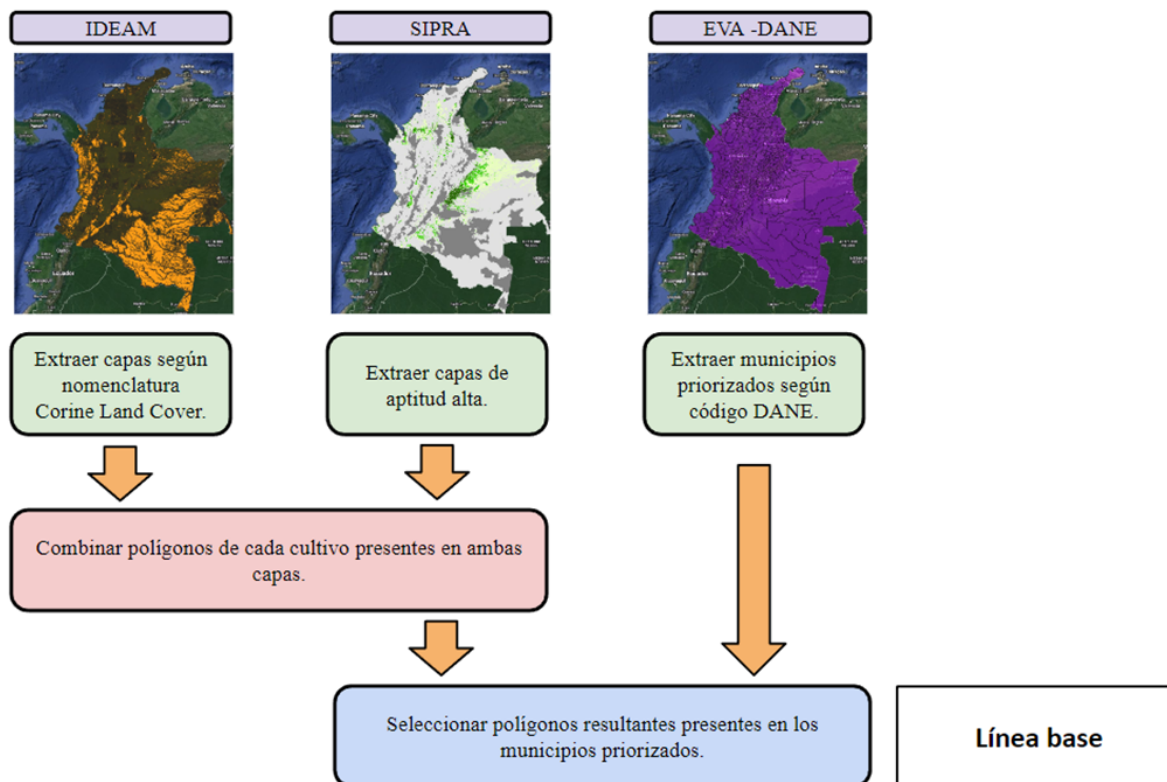 IDEAM
SIPRA
EVA -DANE
Extraer capas según
nomenclatura
Corine Land Cover.
Extraer capas de
aptitud alta.
Extraer municipios
priorizados según
código DANE.
Combinar polígonos de cada cultivo presentes en ambas
capas.
Seleccionar polígonos resultantes presentes en los
municipios priorizados.
Línea base